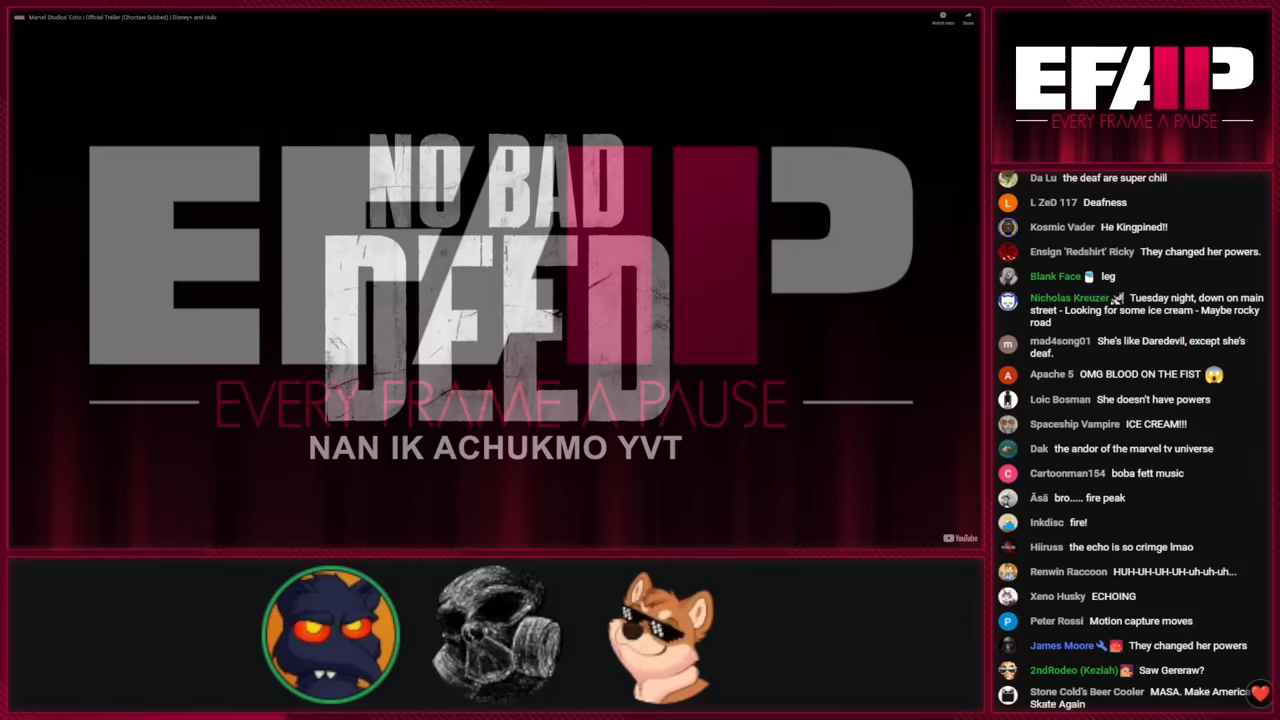 Marvel Studios' Echo | Official Trailer (Choctaw Subbed) | Disney+ and Hulu
Watch later
Share
EFAP
EVERY FRAME A PAUSE
NO BAD
DEED
NAN IK ACHUKMO YVT
YouTube
EFAP
EVERY FRAME A PAUSE
Da Lu the deaf are super chill
L ZeD 117 Deafness
Kosmic Vader He Kingpined!!
Ensign 'Redshirt' Ricky They changed her powers.
Blank Face leg
Nicholas Kreuzer Tuesday night, down on main
street - Looking for some ice cream - Maybe rocky
road
mad4song01 She's like Daredevil, except she's
deaf.
Apache 5 OMG BLOOD ON THE FIST
Loic Bosman She doesn't have powers
Spaceship Vampire ICE CREAM!!!
Dak the andor of the marvel tv universe
Cartoonman154 boba fett music
Äsä bro..... fire peak
Inkdisc fire!
Hiiruss the echo is so crimge lmao
Renwin Raccoon HUH-UH-UH-UH-uh-uh-uh...
Xeno Husky ECHOING
Peter Rossi Motion capture moves
James Moore They changed her powers
2ndRodeo (Keziah) Saw Gereraw?
Stone Cold's Beer Cooler MASA. Make America
Skate Again
L
m
A
C
P